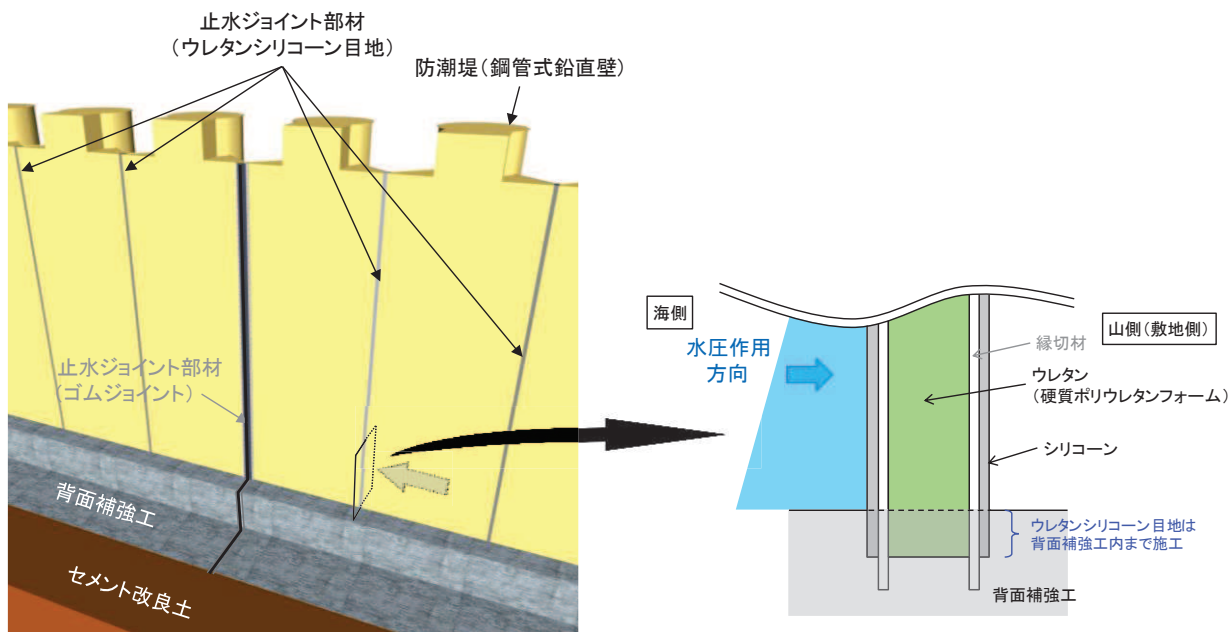 止水ジョイント部材
（ウレタンシリコーン目地）
防潮堤（鋼管式鉛直壁）
止水ジョイント部材
（ゴムジョイント）
背面補強工
セメント改良土
海側
山側（敷地側）
水圧作用
方向
縁切材
ウレタン
（硬質ポリウレタンフォーム）
シリコーン
ウレタンシリコーン目地は
背面補強工内まで施工
背面補強工